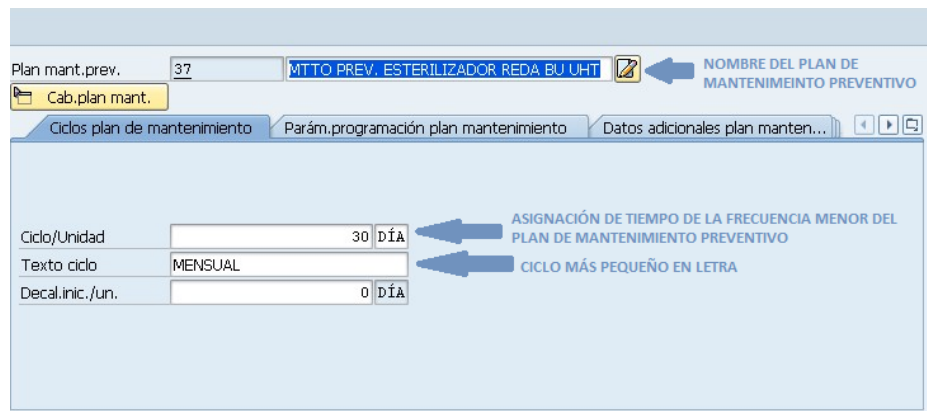 Plan mant.prev. 37 MTTO PREV. ESTERILIZADOR REDA BU UHT
NOMBRE DEL PLAN DE
MANTENIMEINTO PREVENTIVO
Cab.plan mant.
Ciclos plan de mantenimiento Parám.programación plan mantenimiento Datos adicionales plan manten...
Ciclo/Unidad 30 DÍA
ASIGNACIÓN DE TIEMPO DE LA FRECUENCIA MENOR DEL
PLAN DE MANTENIMIENTO PREVENTIVO
Texto ciclo MENSUAL
CICLO MÁS PEQUEÑO EN LETRA
Decal.inic./un. 0 DÍA